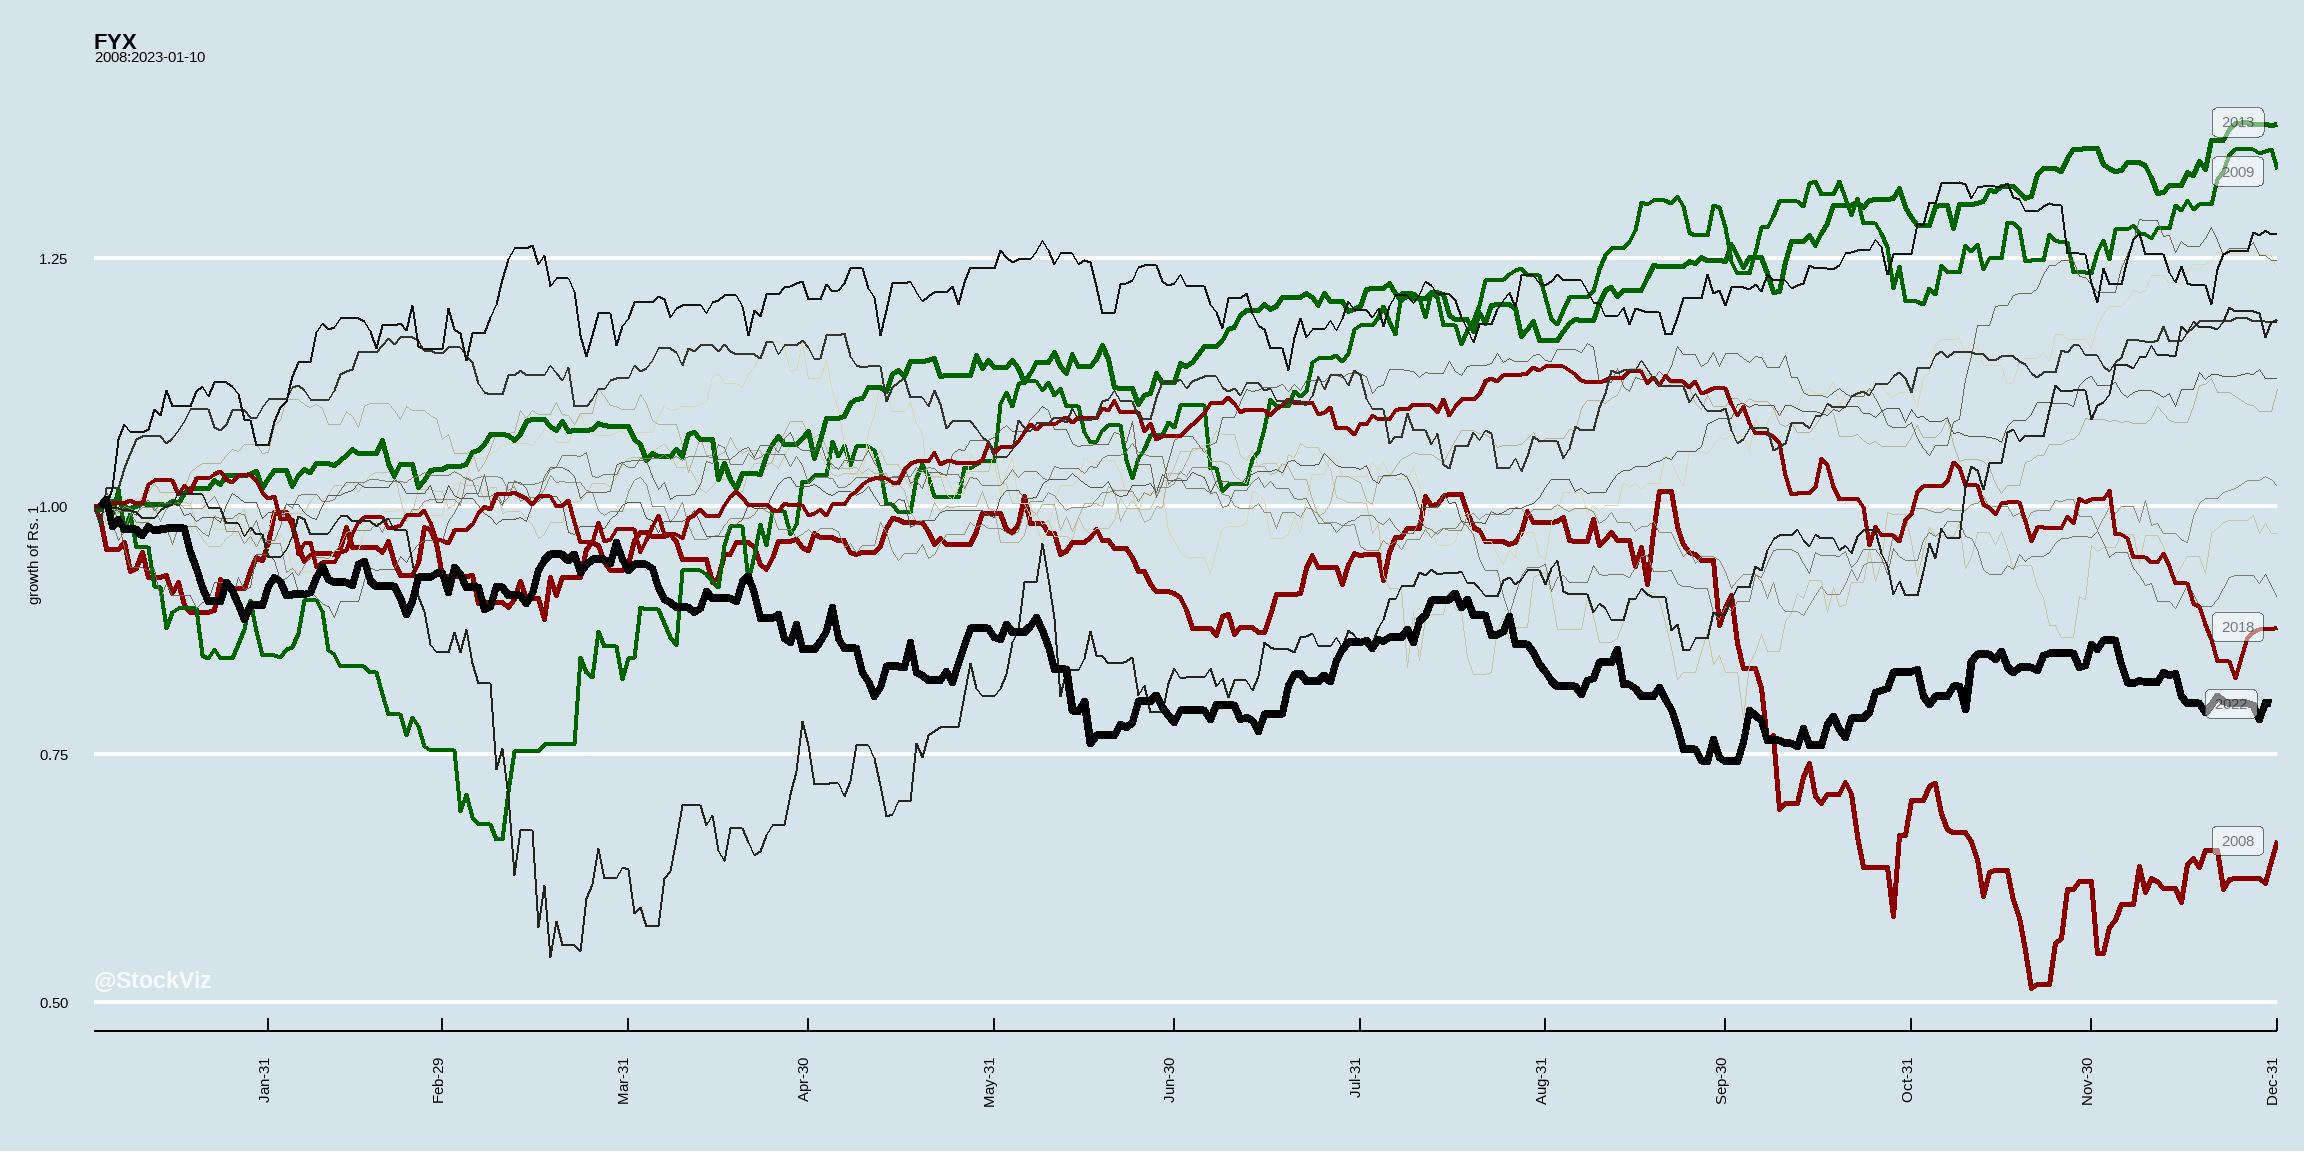 FYX
2008:2023-01-10
2013
2009
1.25
1.00
growth of Rs. 1
2018
2022
0.75
2008
@StockViz
0.50
Jan-31
Feb-29
Mar-31
Apr-30
May-31
Jun-30
Jul-31
Aug-31
Sep-30
Oct-31
Nov-30
Dec-31